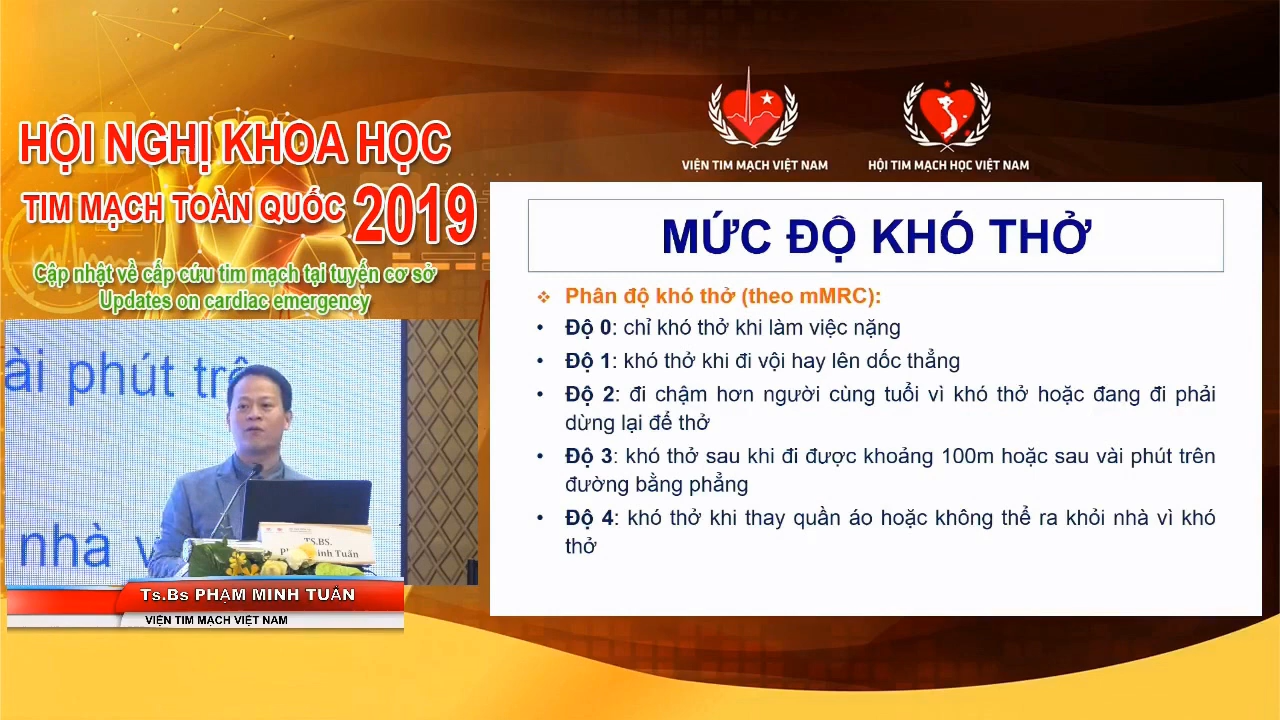 HỘI NGHỊ KHOA HỌC
TIM MẠCH TOÀN QUỐC 2019
Cập nhật về cấp cứu tim mạch tại tuyến cơ sở
Updates on cardiac emergency
VIỆN TIM MẠCH VIỆT NAM
HỘI TIM MẠCH HỌC VIỆT NAM
MỨC ĐỘ KHÓ THỞ
❖ Phân độ khó thở (theo mMRC):
• Độ 0: chỉ khó thở khi làm việc nặng
• Độ 1: khó thở khi đi vội hay lên dốc thẳng
• Độ 2: đi chậm hơn người cùng tuổi vì khó thở hoặc đang đi phải
dừng lại để thở
• Độ 3: khó thở sau khi đi được khoảng 100m hoặc sau vài phút trên
đường bằng phẳng
• Độ 4: khó thở khi thay quần áo hoặc không thể ra khỏi nhà vì khó
thở
phút
nhà
TS.BS.
Minh Tuấn
Ts.Bs PHẠM MINH TUẤN
VIỆN TIM MẠCH VIỆT NAM